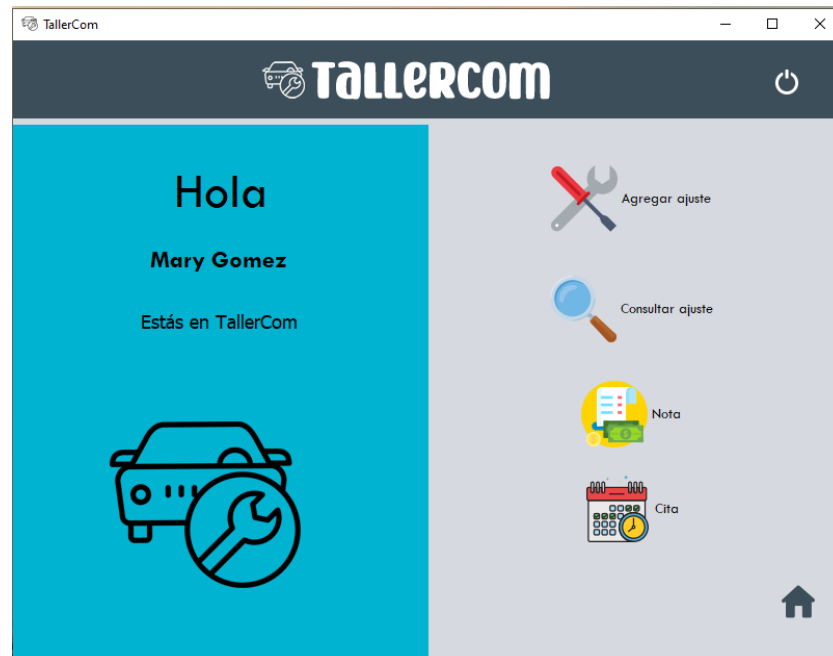 TallerCom
TallerCom
Hola
Mary Gomez
Estás en TallerCom
Agregar ajuste
Consultar ajuste
Nota
Cita